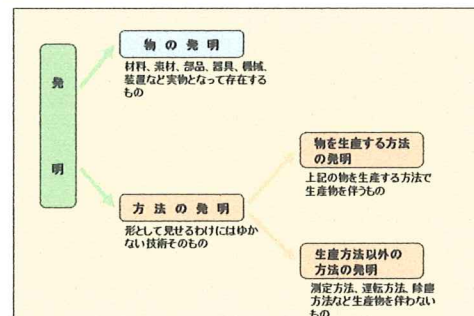 発
明
物の発明
材料、素材、部品、器具、機械、
装置など実物となって存在する
もの
方法の発明
形として見せるわけにはゆか
ない技術そのもの
物を生産する方法
の発明
上記の物を生産する方法で
生産物を伴うもの
生産方法以外の
方法の発明
測定方法、運転方法、除塵
方法など生産物を伴わない
もの